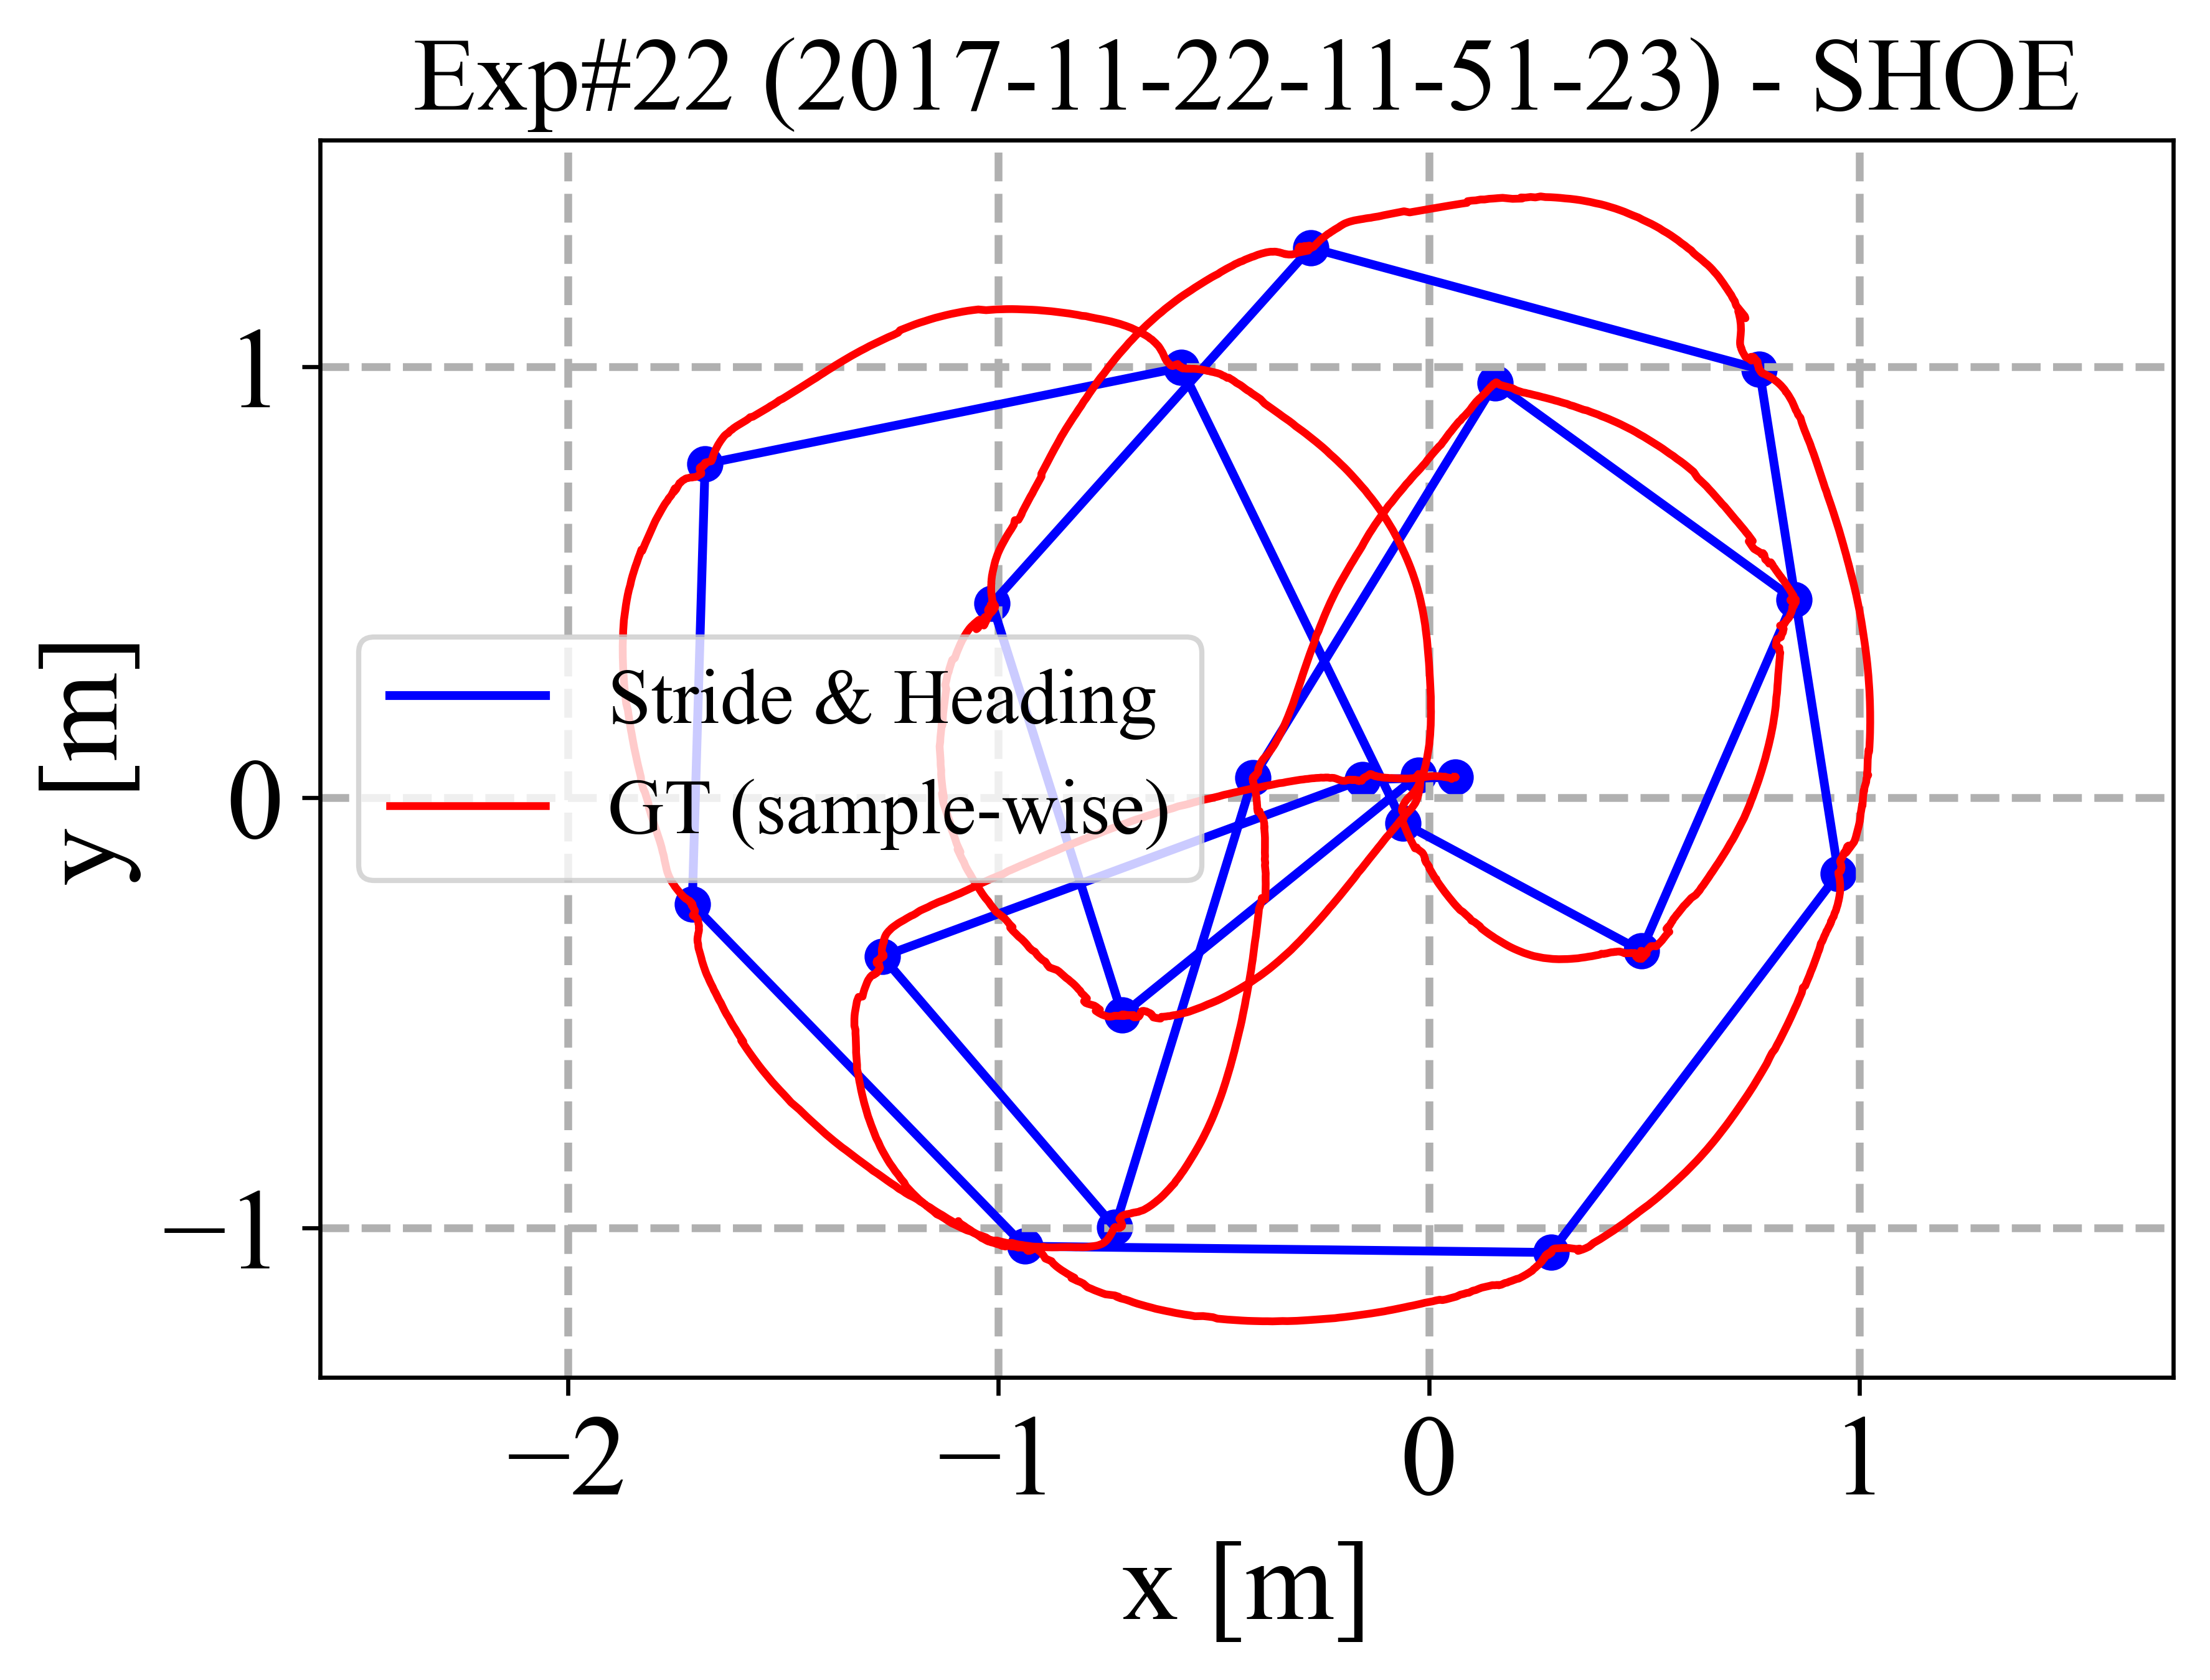 Exp#22 (2017-11-22-11-51-23) - SHOE
y [m]
1
0
−1
Stride & Heading
GT (sample-wise)
−2
−1
0
1
x [m]